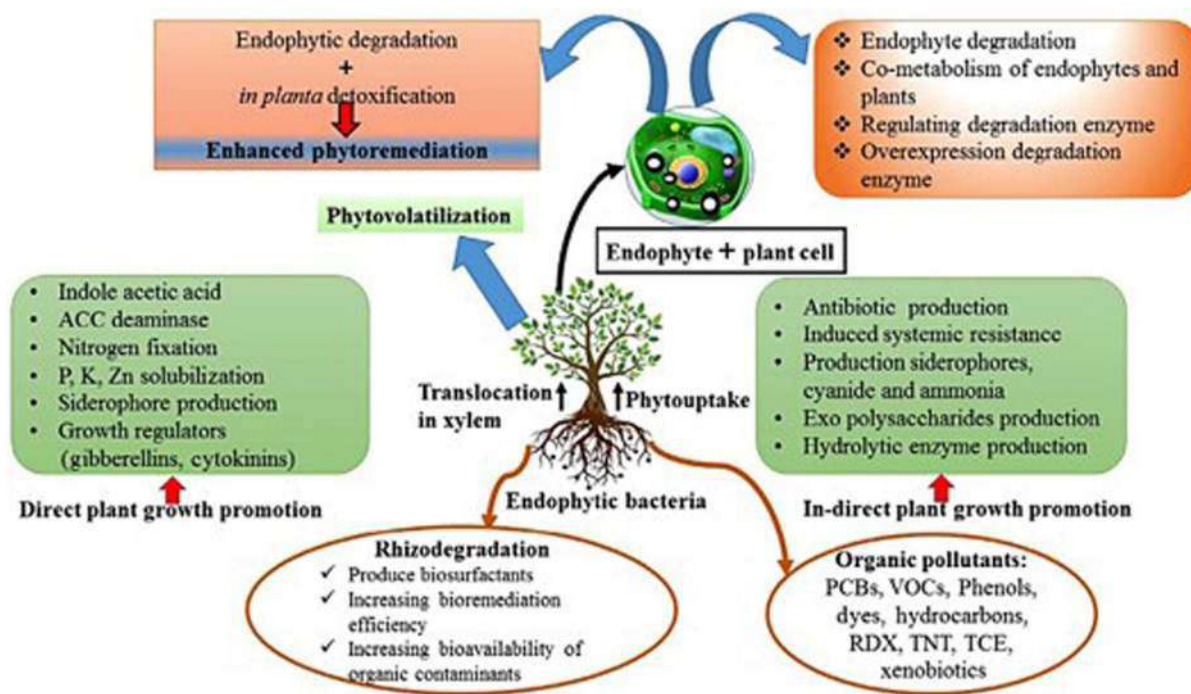 Endophytic degradation
+
in planta detoxification
Enhanced phytoremediation
❖ Endophyte degradation
❖ Co-metabolism of endophytes and
plants
❖ Regulating degradation enzyme
❖ Overexpression degradation
enzyme
Phytovolatilization
Endophyte + plant cell
• Indole acetic acid
• ACC deaminase
• Nitrogen fixation
• P, K, Zn solubilization
• Siderophore production
• Growth regulators
(gibberellins, cytokinins)
Direct plant growth promotion
Translocation
in xylem
Phytouptake
Endophytic bacteria
• Antibiotic production
• Induced systemic resistance
• Production siderophores,
cyanide and ammonia
• Exo polysaccharides production
• Hydrolytic enzyme production
In-direct plant growth promotion
Rhizodegradation
✓ Produce biosurfactants
✓ Increasing bioremediation
efficiency
✓ Increasing bioavailability of
organic contaminants
Organic pollutants:
PCBs, VOCs, Phenols,
dyes, hydrocarbons,
RDX, TNT, TCE,
xenobiotics